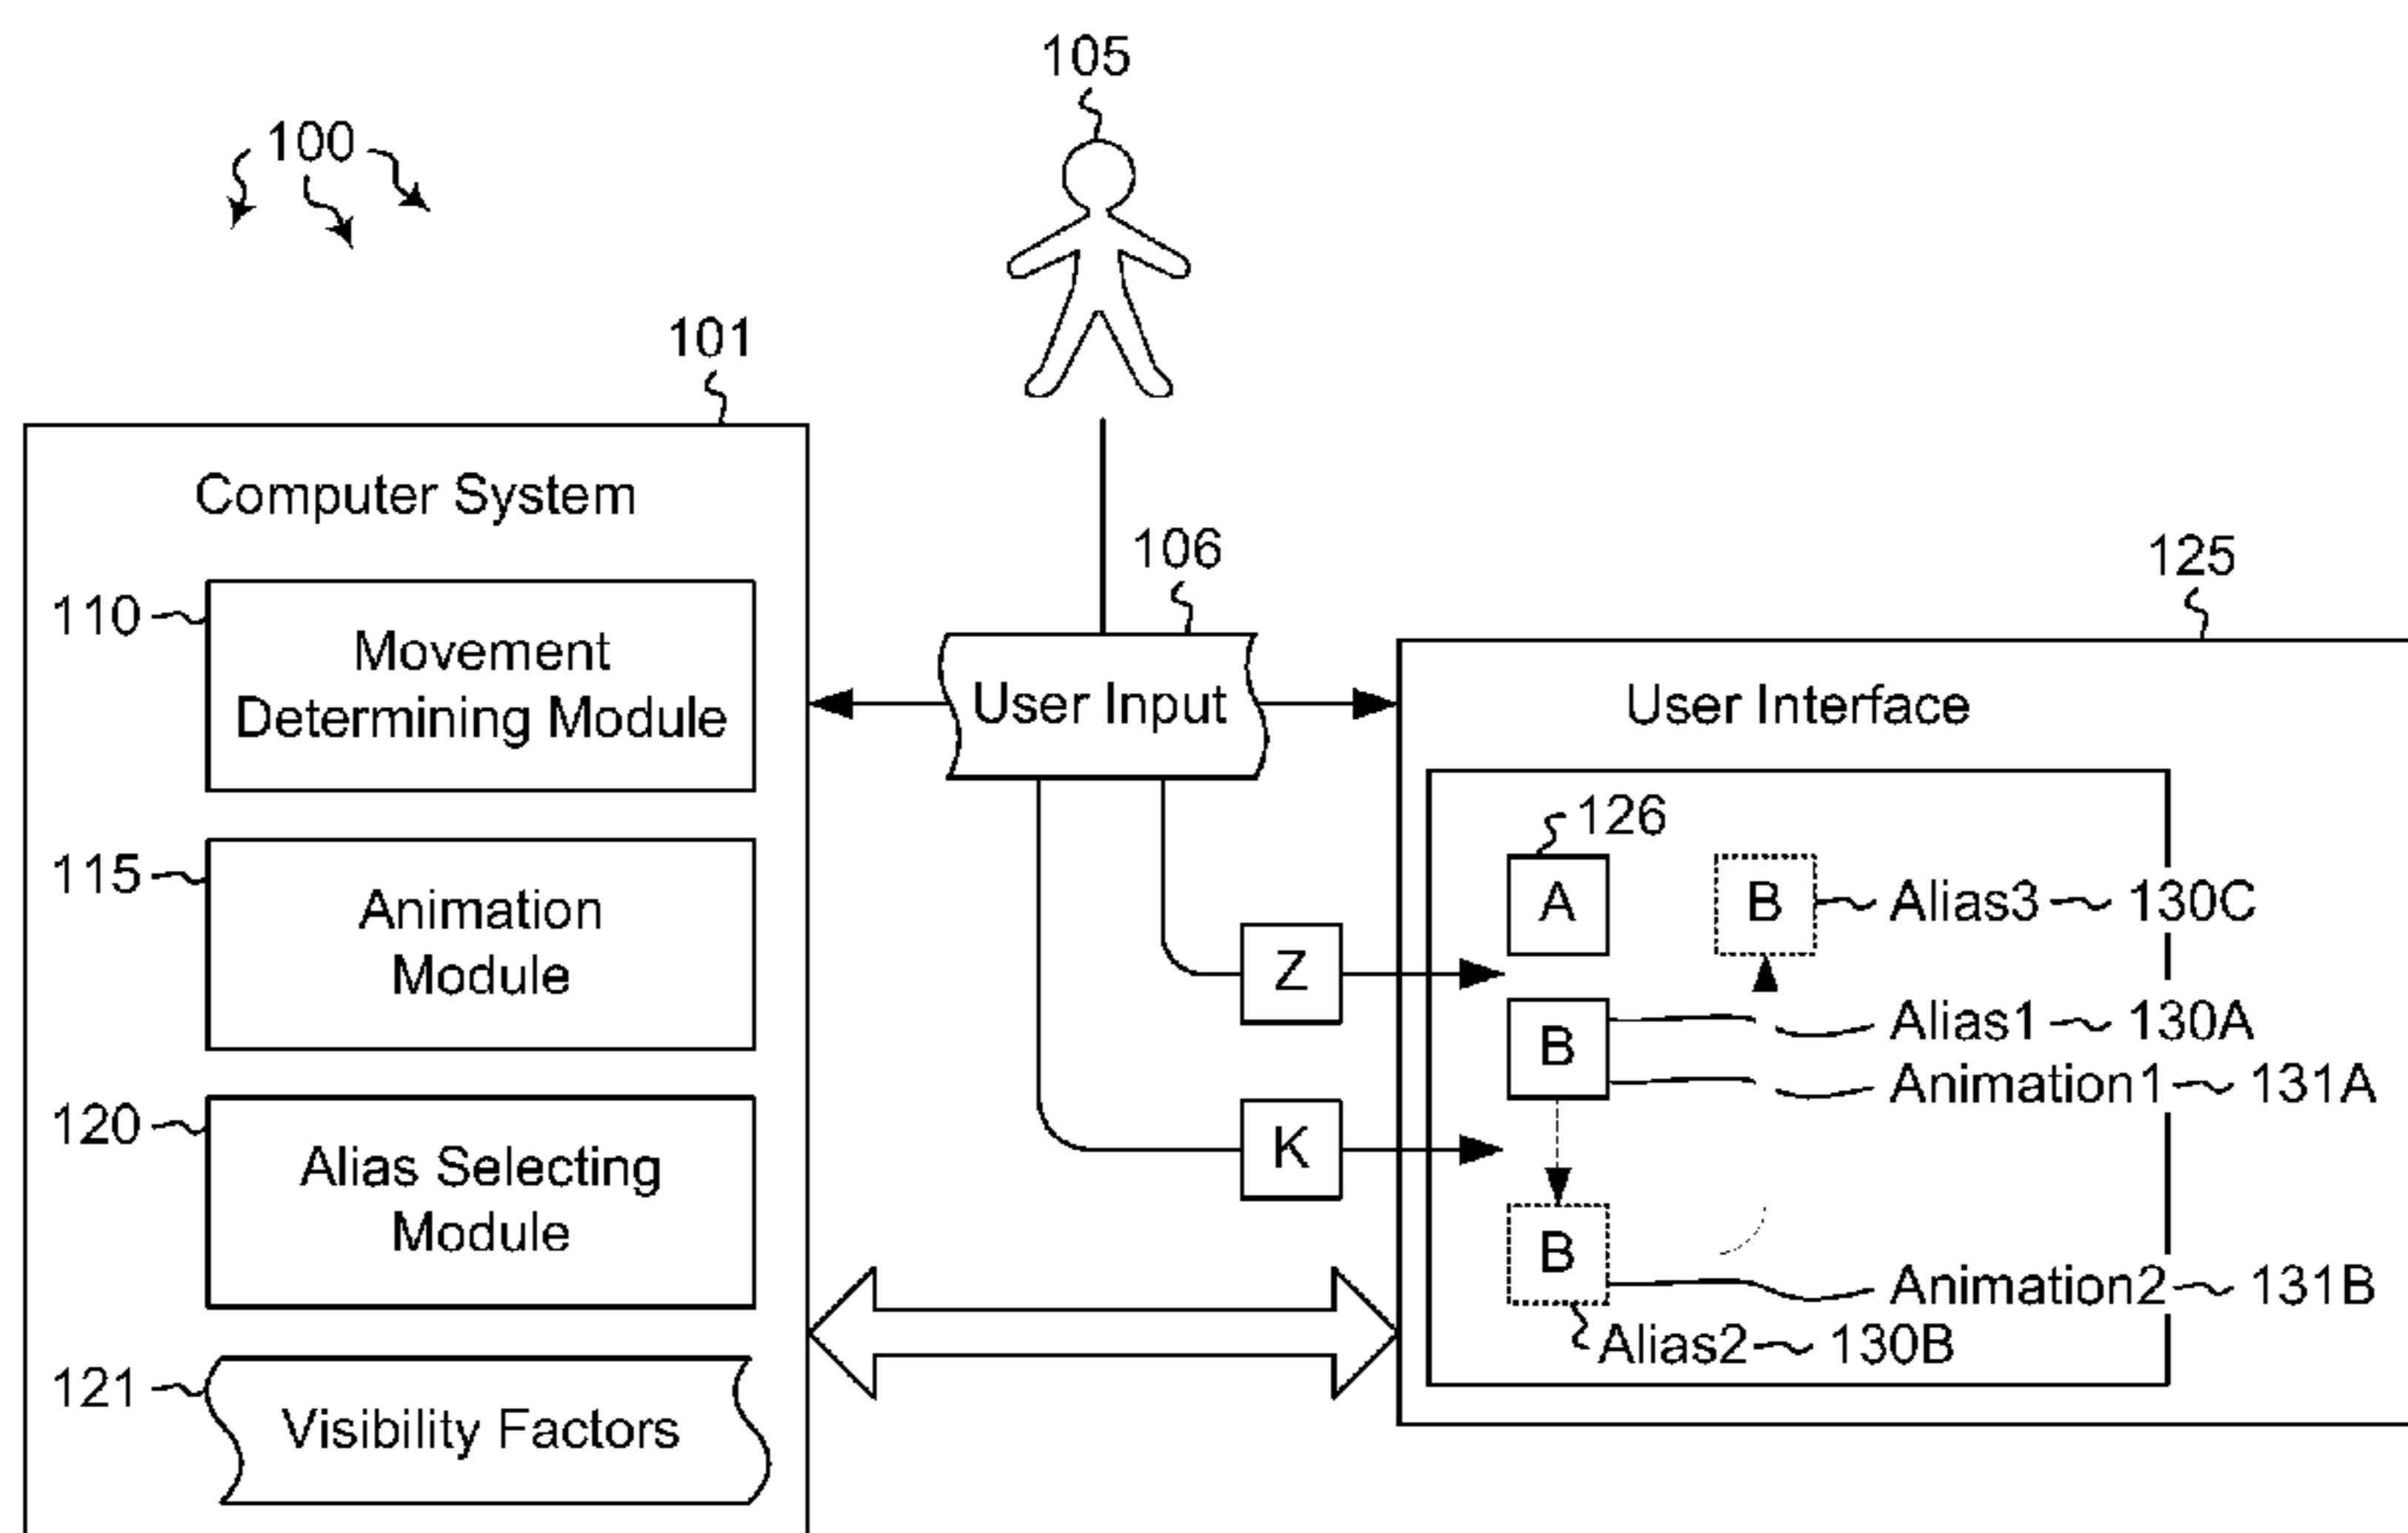 105
100
101
Computer System
106
125
110
Movement
Determining Module
User Input
User Interface
126
115
Animation
Module
A
B
Alias3
130C
Z
B
Alias1
130A
Animation1
131A
120
Alias Selecting
Module
K
B
Animation2
131B
Alias2
130B
121
Visibility Factors